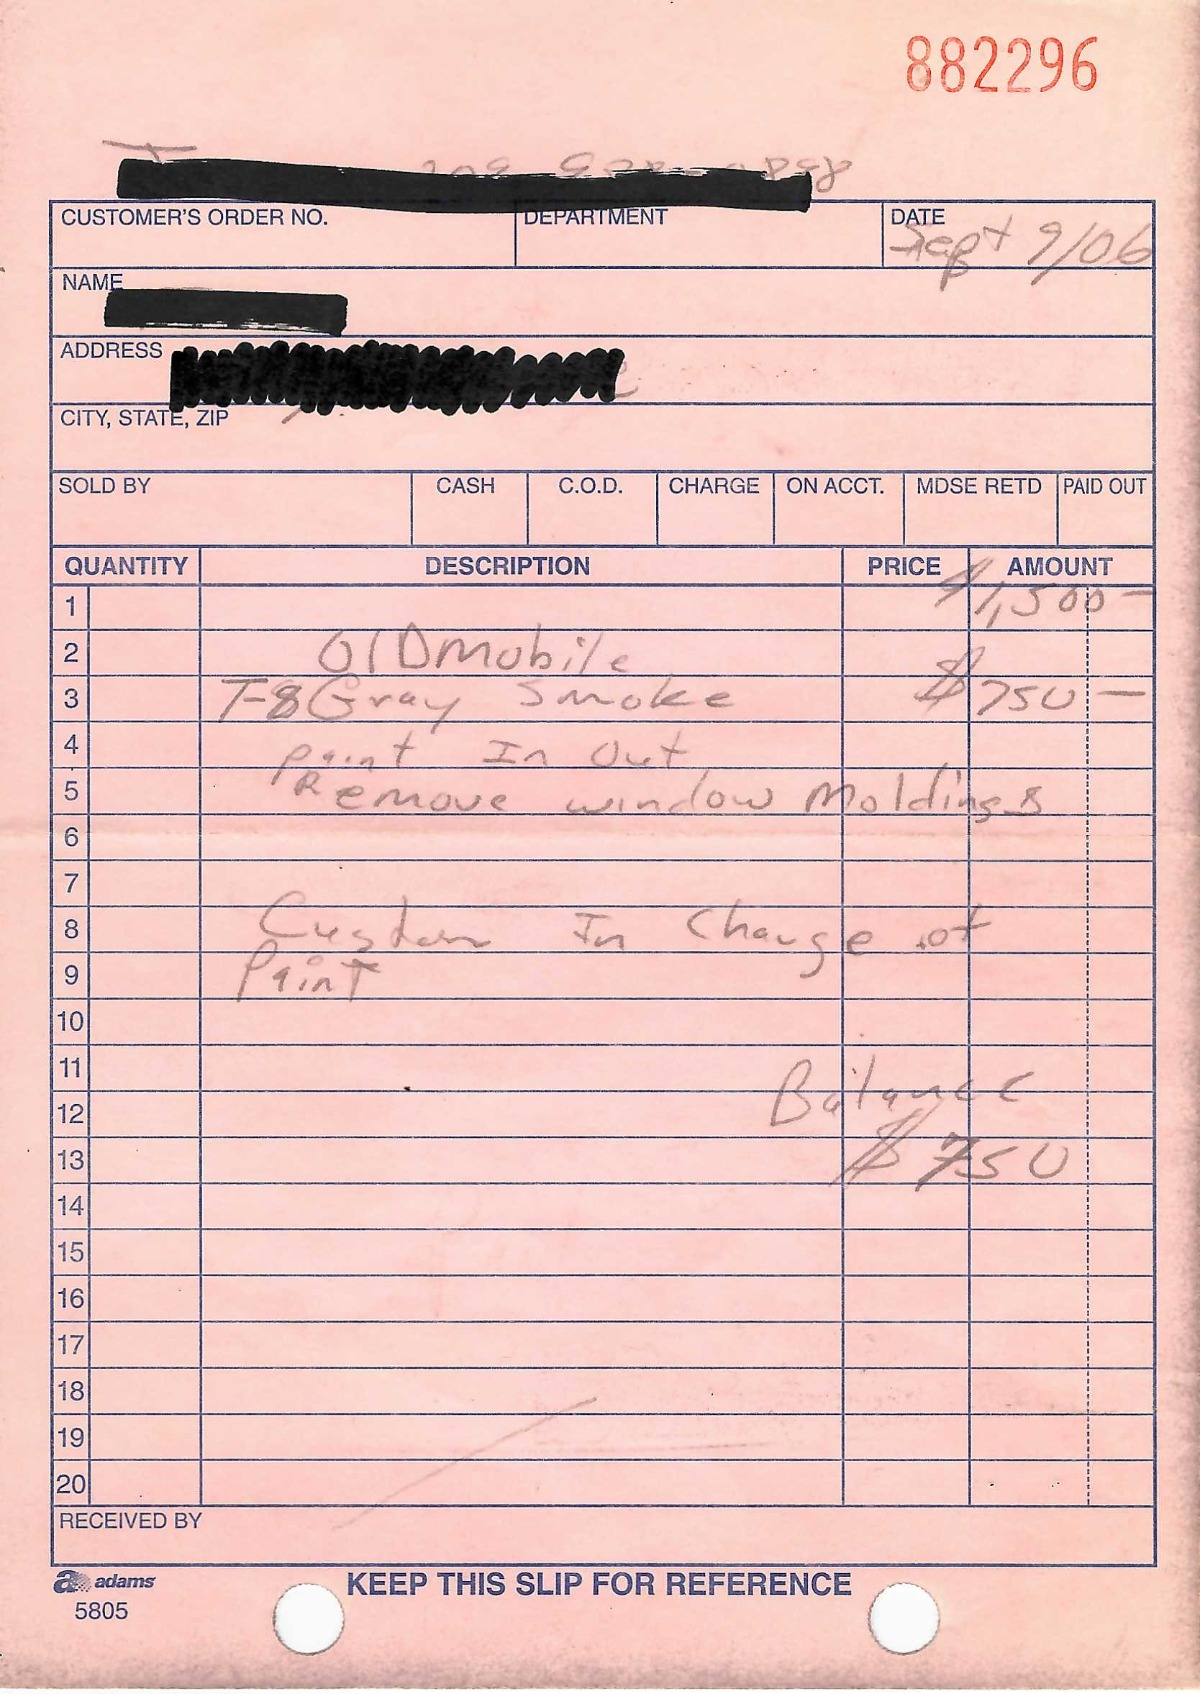 882296
CUSTOMER'S ORDER NO. DEPARTMENT DATE
Sept 9/06
NAME
ADDRESS
CITY, STATE, ZIP
SOLD BY CASH C.O.D. CHARGE ON ACCT. MDSE RETD PAID OUT
QUANTITY DESCRIPTION PRICE AMOUNT
1 $1,500-
2 OlDmobile
3 T-8 Gray Smoke $750-
4 Paint In Out
5 Remove window Moldings
6
7
8 Custom In Charge of
9 Paint
10
11 Balance
12
13 $750
14
15
16
17
18
19
20
RECEIVED BY
adams KEEP THIS SLIP FOR REFERENCE
5805